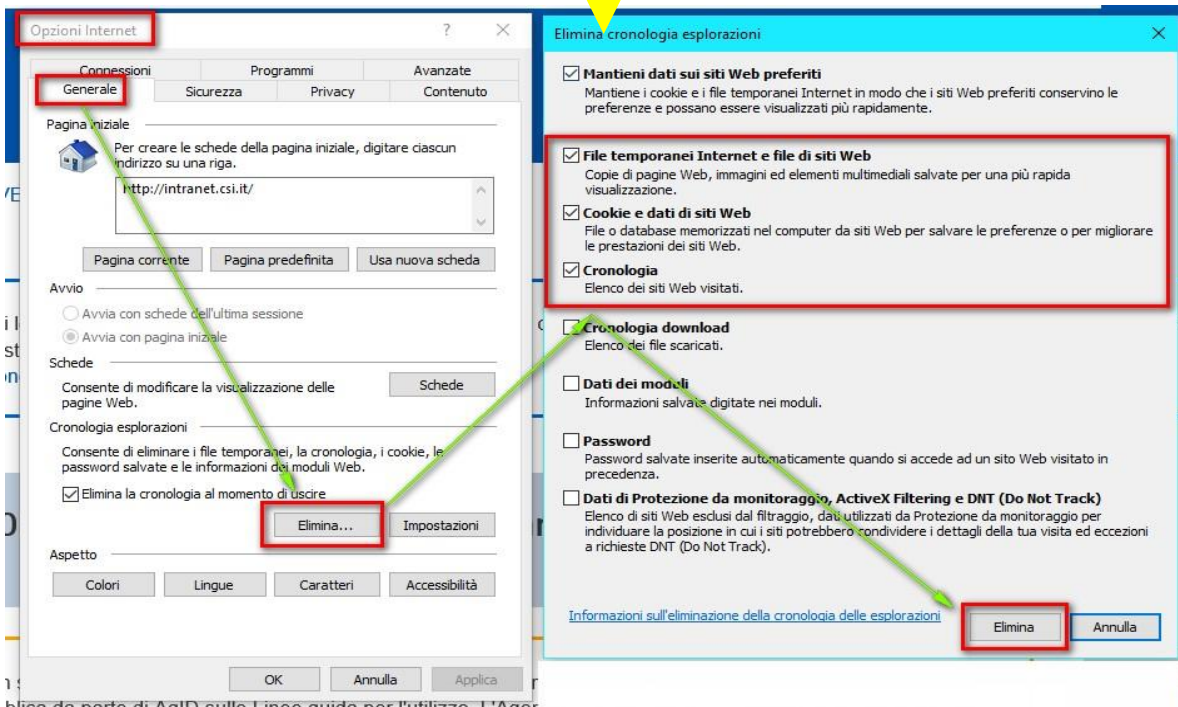 Opzioni Internet
Connessioni
Programmi
Avanzate
Generale
Sicurezza
Privacy
Contenuto
Pagina iniziale
Per creare le schede della pagina iniziale, digitare ciascun
indirizzo su una riga.
http://intranet.csi.it/
Pagina corrente
Pagina predefinita
Usa nuova scheda
Avvio
Avvia con schede dell'ultima sessione
Avvia con pagina iniziale
Schede
Consente di modificare la visualizzazione delle
pagine Web.
Schede
Cronologia esplorazioni
Consente di eliminare i file temporanei, la cronologia, i cookie, le
password salvate e le informazioni dei moduli Web.
Elimina la cronologia al momento di uscire
Elimina...
Impostazioni
Aspetto
Colori
Lingue
Caratteri
Accessibilità
OK
Annulla
Applica
Elimina cronologia esplorazioni
Mantieni dati sui siti Web preferiti
Mantiene i cookie e i file temporanei Internet in modo che i siti Web preferiti conservino le
preferenze e possano essere visualizzati più rapidamente.
File temporanei Internet e file di siti Web
Copie di pagine Web, immagini ed elementi multimediali salvate per una più rapida
visualizzazione.
Cookie e dati di siti Web
File o database memorizzati nel computer da siti Web per salvare le preferenze o per migliorare
le prestazioni dei siti Web.
Cronologia
Elenco dei siti Web visitati.
Cronologia download
Elenco dei file scaricati.
Dati dei moduli
Informazioni salvate digitate nei moduli.
Password
Password salvate inserite automaticamente quando si accede ad un sito Web visitato in
precedenza.
Dati di Protezione da monitoraggio, ActiveX Filtering e DNT (Do Not Track)
Elenco di siti Web esclusi dal filtraggio, dati utilizzati da Protezione da monitoraggio per
individuare la posizione in cui i siti potrebbero condividere i dettagli della tua visita ed eccezioni
a richieste DNT (Do Not Track).
Informazioni sull'eliminazione della cronologia delle esplorazioni
Elimina
Annulla
da parte di AgID sulle Linee guida per l'utilizzo. L'Agen